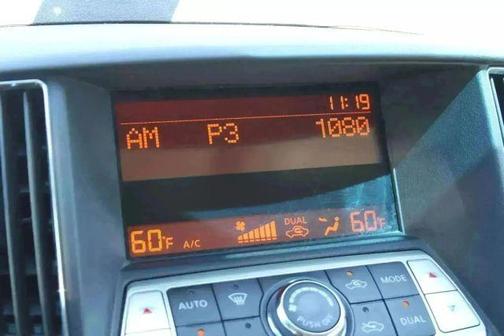 11:19
AM P3 1080
60°F A/C DUAL 60°F
AUTO MODE
PUSH OFF
DUAL